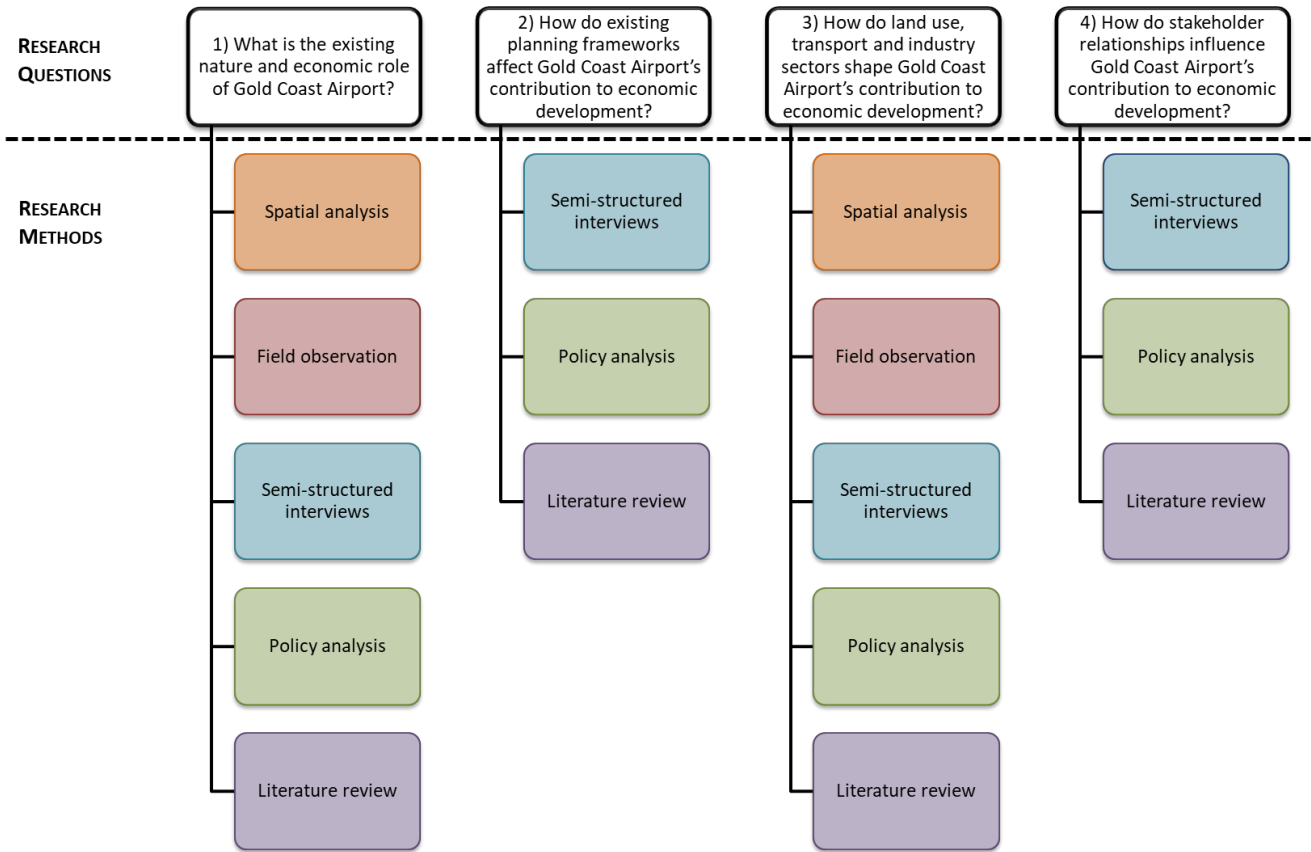 RESEARCH
QUESTIONS
1) What is the existing
nature and economic role
of Gold Coast Airport?
2) How do existing
planning frameworks
affect Gold Coast Airport’s
contribution to economic
development?
3) How do land use,
transport and industry
sectors shape Gold Coast
Airport’s contribution to
economic development?
4) How do stakeholder
relationships influence
Gold Coast Airport’s
contribution to economic
development?
RESEARCH
METHODS
Spatial analysis
Field observation
Semi-structured
interviews
Policy analysis
Literature review
Semi-structured
interviews
Policy analysis
Literature review
Spatial analysis
Field observation
Semi-structured
interviews
Policy analysis
Literature review
Semi-structured
interviews
Policy analysis
Literature review